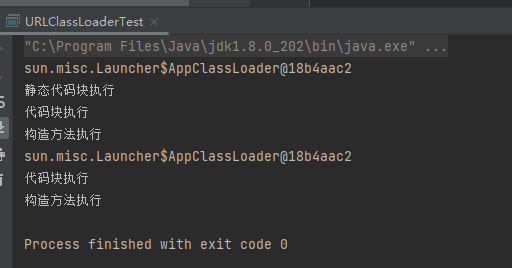 URLClassLoaderTest ×
"C:\Program Files\Java\jdk1.8.0_202\bin\java.exe" ...
sun.misc.Launcher$AppClassLoader@18b4aac2
静态代码块执行
代码块执行
构造方法执行
sun.misc.Launcher$AppClassLoader@18b4aac2
代码块执行
构造方法执行
Process finished with exit code 0